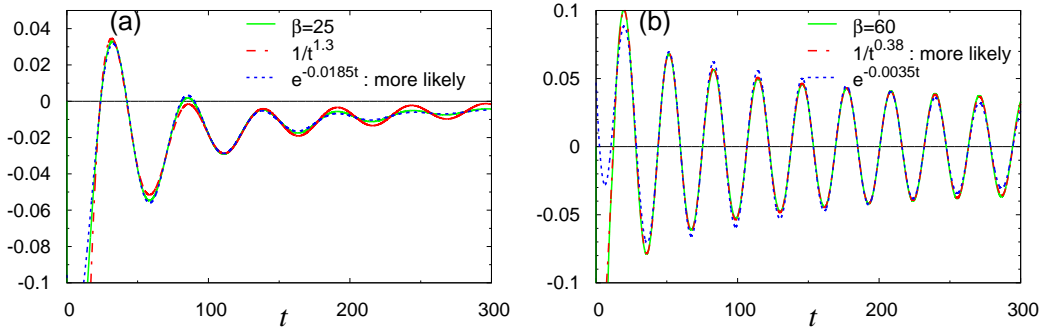 (a)
β=25
1/t^1.3
e^-0.0185t : more likely
0.04
0.02
0
-0.02
-0.04
-0.06
-0.08
-0.1
0 100 200 300
t
(b)
β=60
1/t^0.38 : more likely
e^-0.0035t
0.1
0.05
0
-0.05
-0.1
0 100 200 300
t